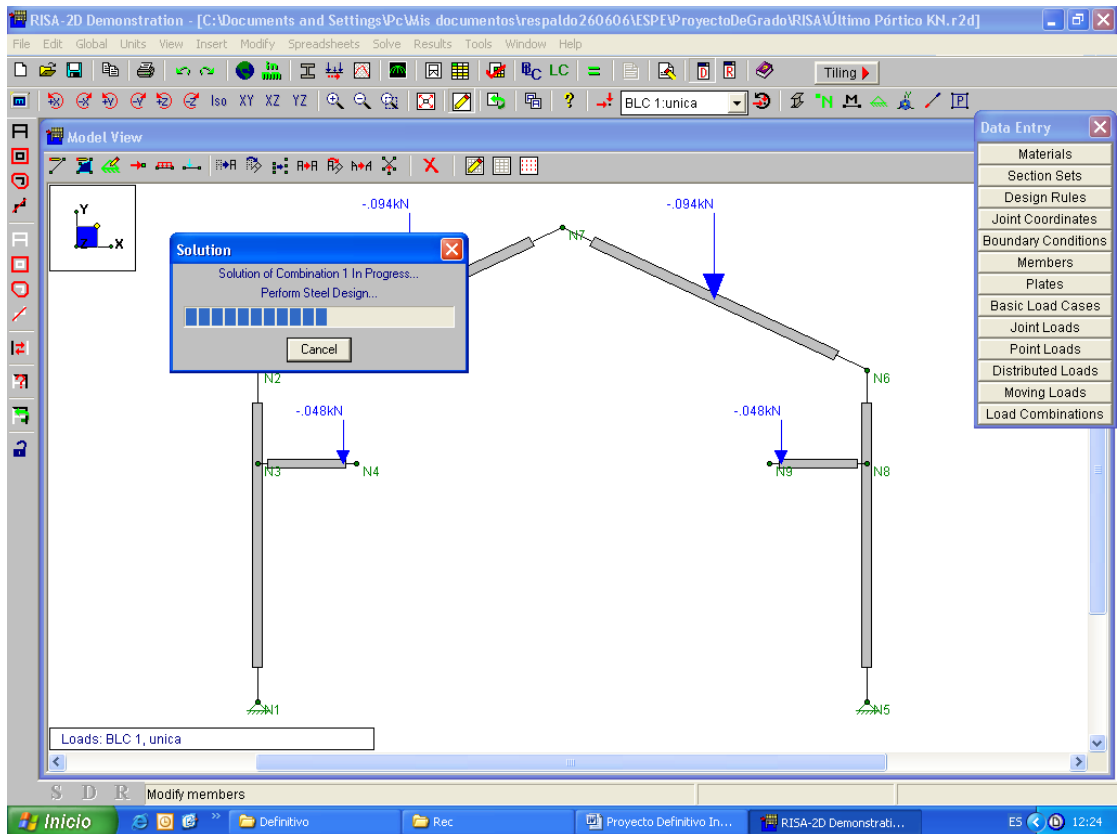 RISA-2D Demonstration - [C:\Documents and Settings\Pc\Mis documentos\respaldo260606\ESPE\ProyectoDeGrado\RISA\Último Pórtico KN.r2d]
File Edit Global Units View Insert Modify Spreadsheets Solve Results Tools Window Help
BC LC = D R Tiling
Iso XY XZ YZ ? BLC 1:unica N M P
Data Entry
Materials
Section Sets
Design Rules
Joint Coordinates
Boundary Conditions
Members
Plates
Basic Load Cases
Joint Loads
Point Loads
Distributed Loads
Moving Loads
Load Combinations
Model View
Y
Z X
-.094kN -.094kN
N7
Solution
Solution of Combination 1 In Progress...
Perform Steel Design...
Cancel
N2 N6
-.048kN -.048kN
N3 N4 N9 N8
N1 N5
Loads: BLC 1, unica
S D R Modify members
Inicio » Definitivo Rec Proyecto Definitivo In... RISA-2D Demonstrati... ES 12:24